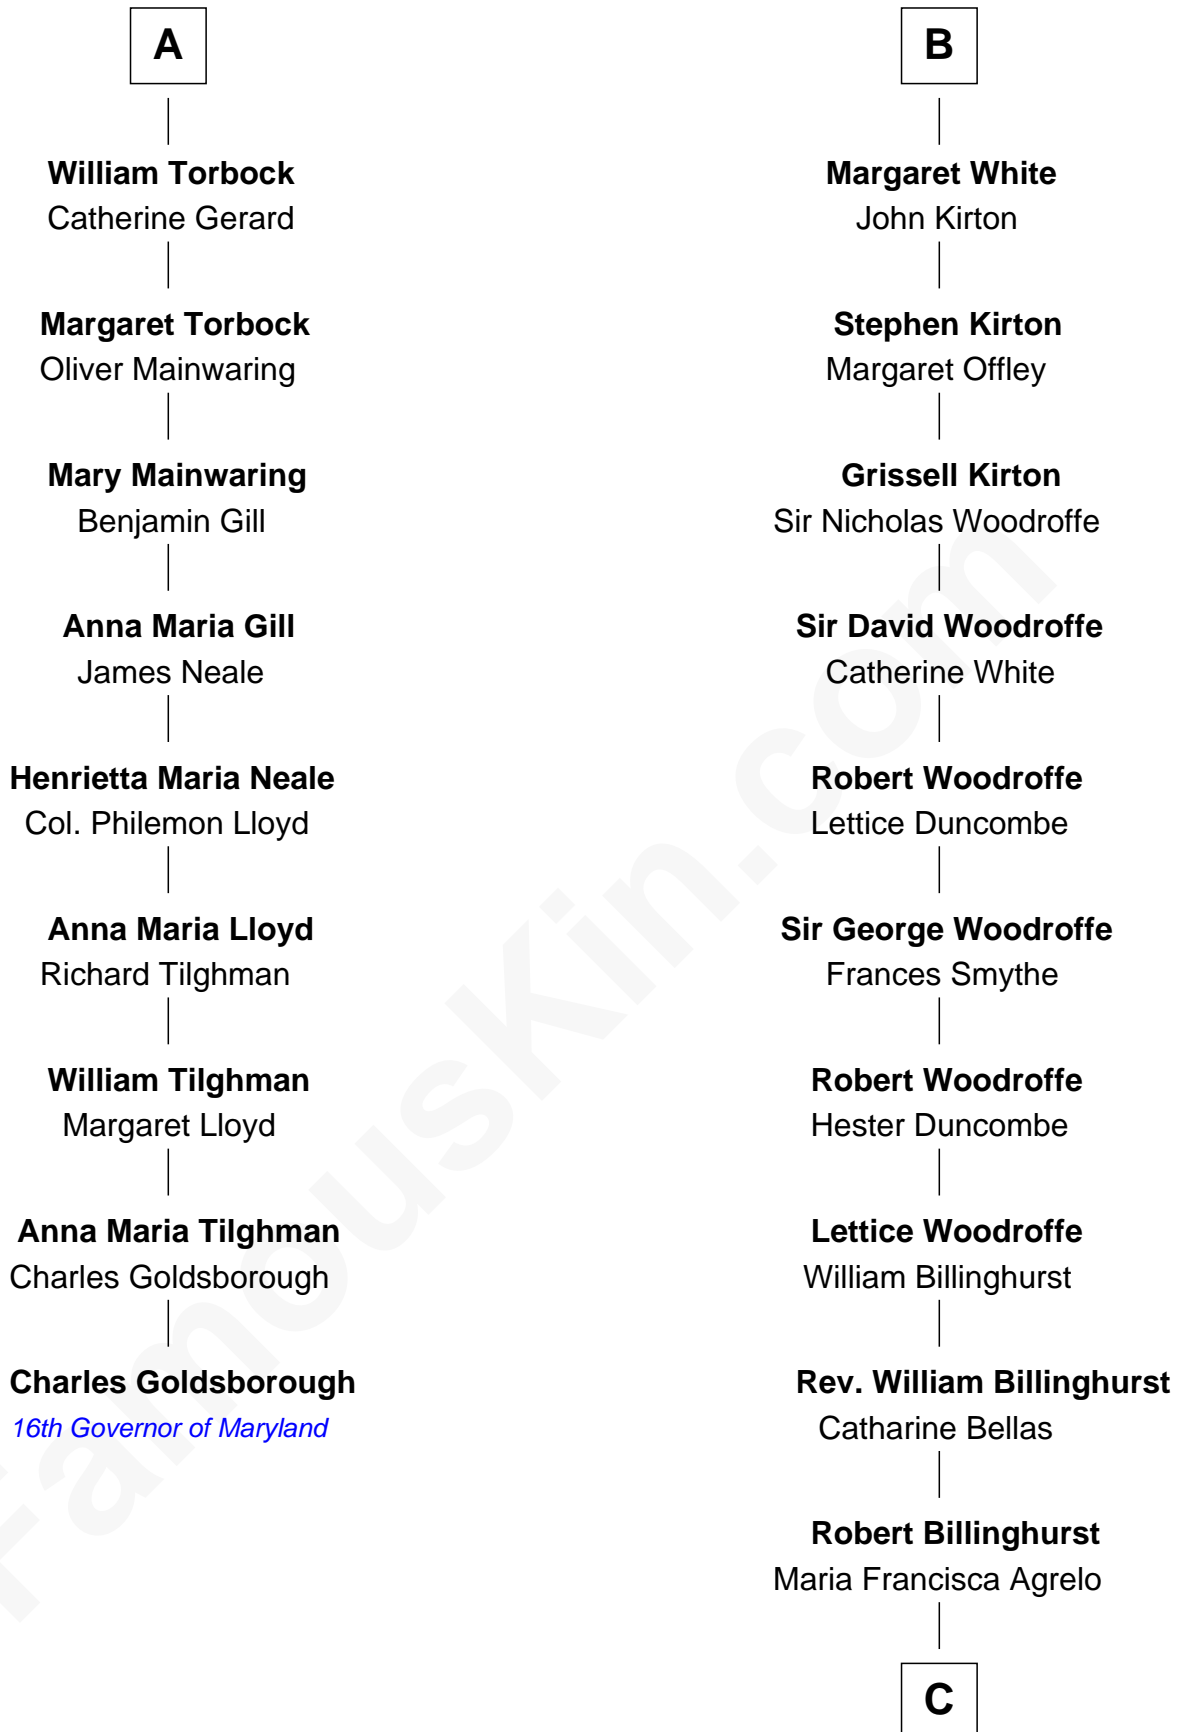 A
William Torbock
Catherine Gerard
Margaret Torbock
Oliver Mainwaring
Mary Mainwaring
Benjamin Gill
Anna Maria Gill
James Neale
Henrietta Maria Neale
Col. Philemon Lloyd
Anna Maria Lloyd
Richard Tilghman
William Tilghman
Margaret Lloyd
Anna Maria Tilghman
Charles Goldsborough
Charles Goldsborough
16th Governor of Maryland
B
Margaret White
John Kirton
Stephen Kirton
Margaret Offley
Grissell Kirton
Sir Nicholas Woodroffe
Sir David Woodroffe
Catherine White
Robert Woodroffe
Lettice Duncombe
Sir George Woodroffe
Frances Smythe
Robert Woodroffe
Hester Duncombe
Lettice Woodroffe
William Billinghurst
Rev. William Billinghurst
Catharine Bellas
Robert Billinghurst
Maria Francisca Agrelo
C
FamousKin.com